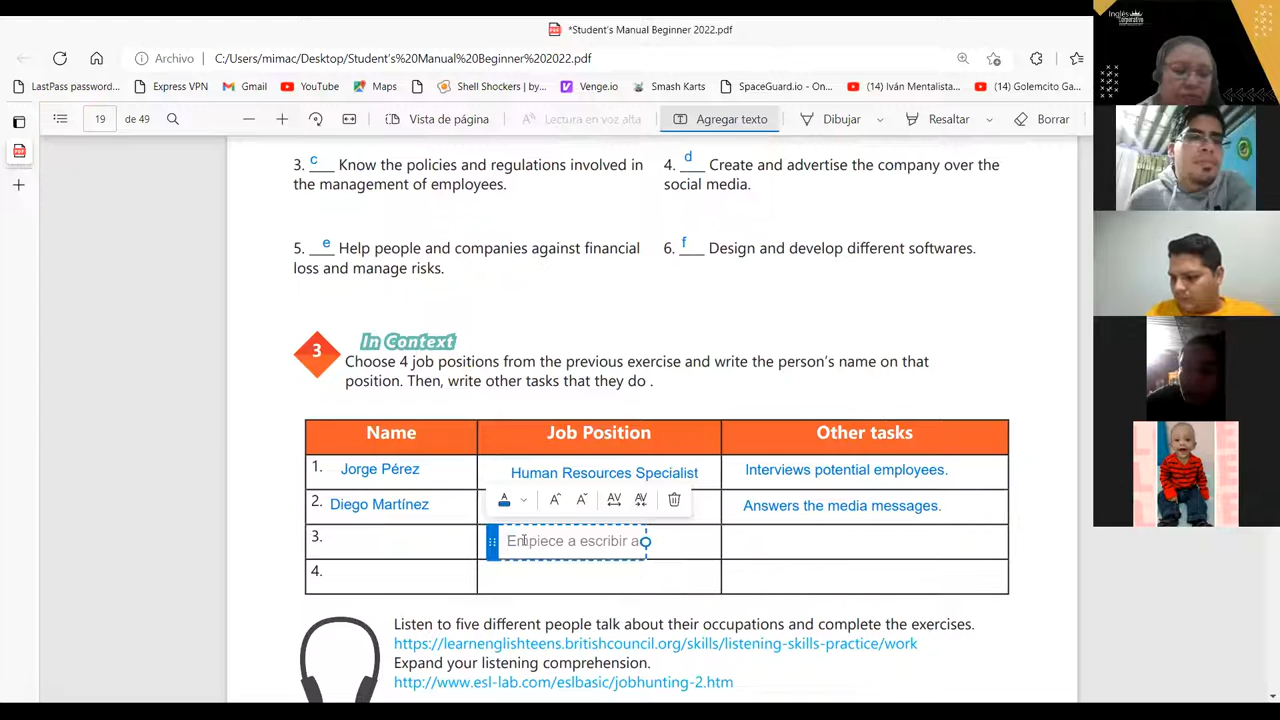 *Student's Manual Beginner 2022.pdf
Archivo C:/Users/mimac/Desktop/Student's%20Manual%20Beginner%202022.pdf
LastPass password... Express VPN Gmail YouTube Maps Shell Shockers | by... Venge.io Smash Karts SpaceGuard.io - On... (14) Iván Mentalista... (14) Golemcito Ga...
19 de 49 Vista de página Lectura en voz alta Agregar texto Dibujar Resaltar Borrar
3. c Know the policies and regulations involved in
the management of employees.
4. d Create and advertise the company over the
social media.
5. e Help people and companies against financial
loss and manage risks.
6. f Design and develop different softwares.
3 In Context
Choose 4 job positions from the previous exercise and write the person's name on that
position. Then, write other tasks that they do .
Name Job Position Other tasks
1. Jorge Pérez Human Resources Specialist Interviews potential employees.
2. Diego Martínez Answers the media messages.
3. Empiece a escribir a
4.
Listen to five different people talk about their occupations and complete the exercises.
https://learnenglishteens.britishcouncil.org/skills/listening-skills-practice/work
Expand your listening comprehension.
http://www.esl-lab.com/eslbasic/jobhunting-2.htm
Inglés
Corporativo